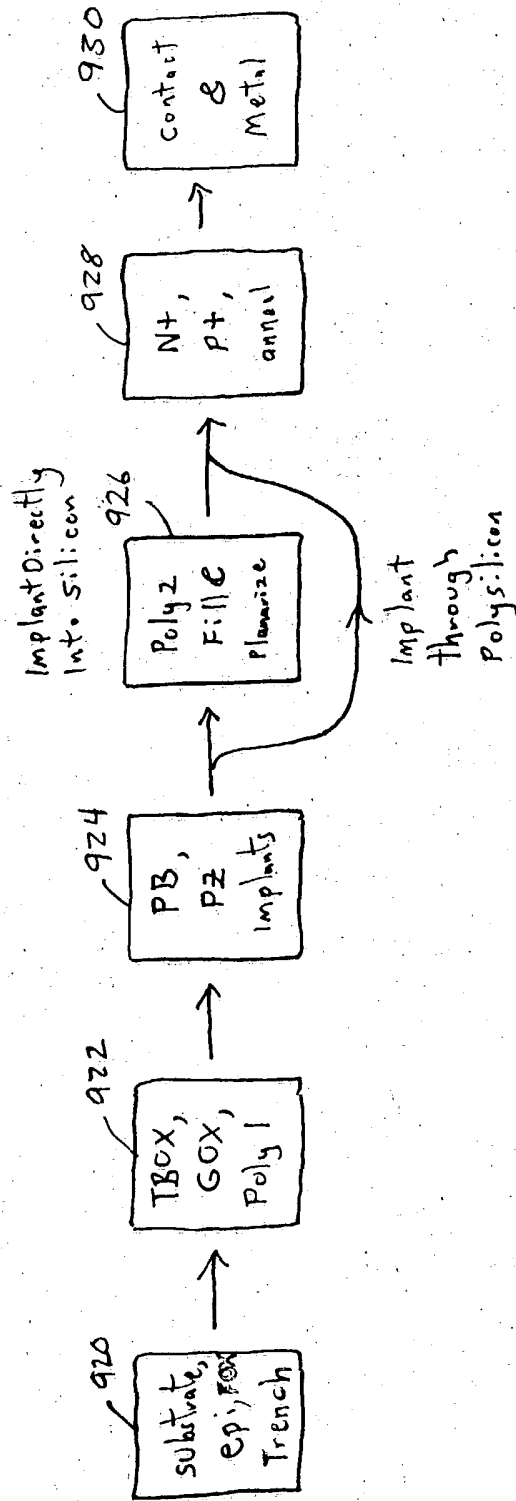 920
substrate,
epi, FOX
Trench
922
TBOX,
GOX,
Poly 1
924
PB,
PZ
Implants
Implant Directly
Into Silicon
926
Poly 2
Fill &
planarize
Implant
through
Polysilicon
928
N+,
P+,
anneal
930
contact
&
Metal